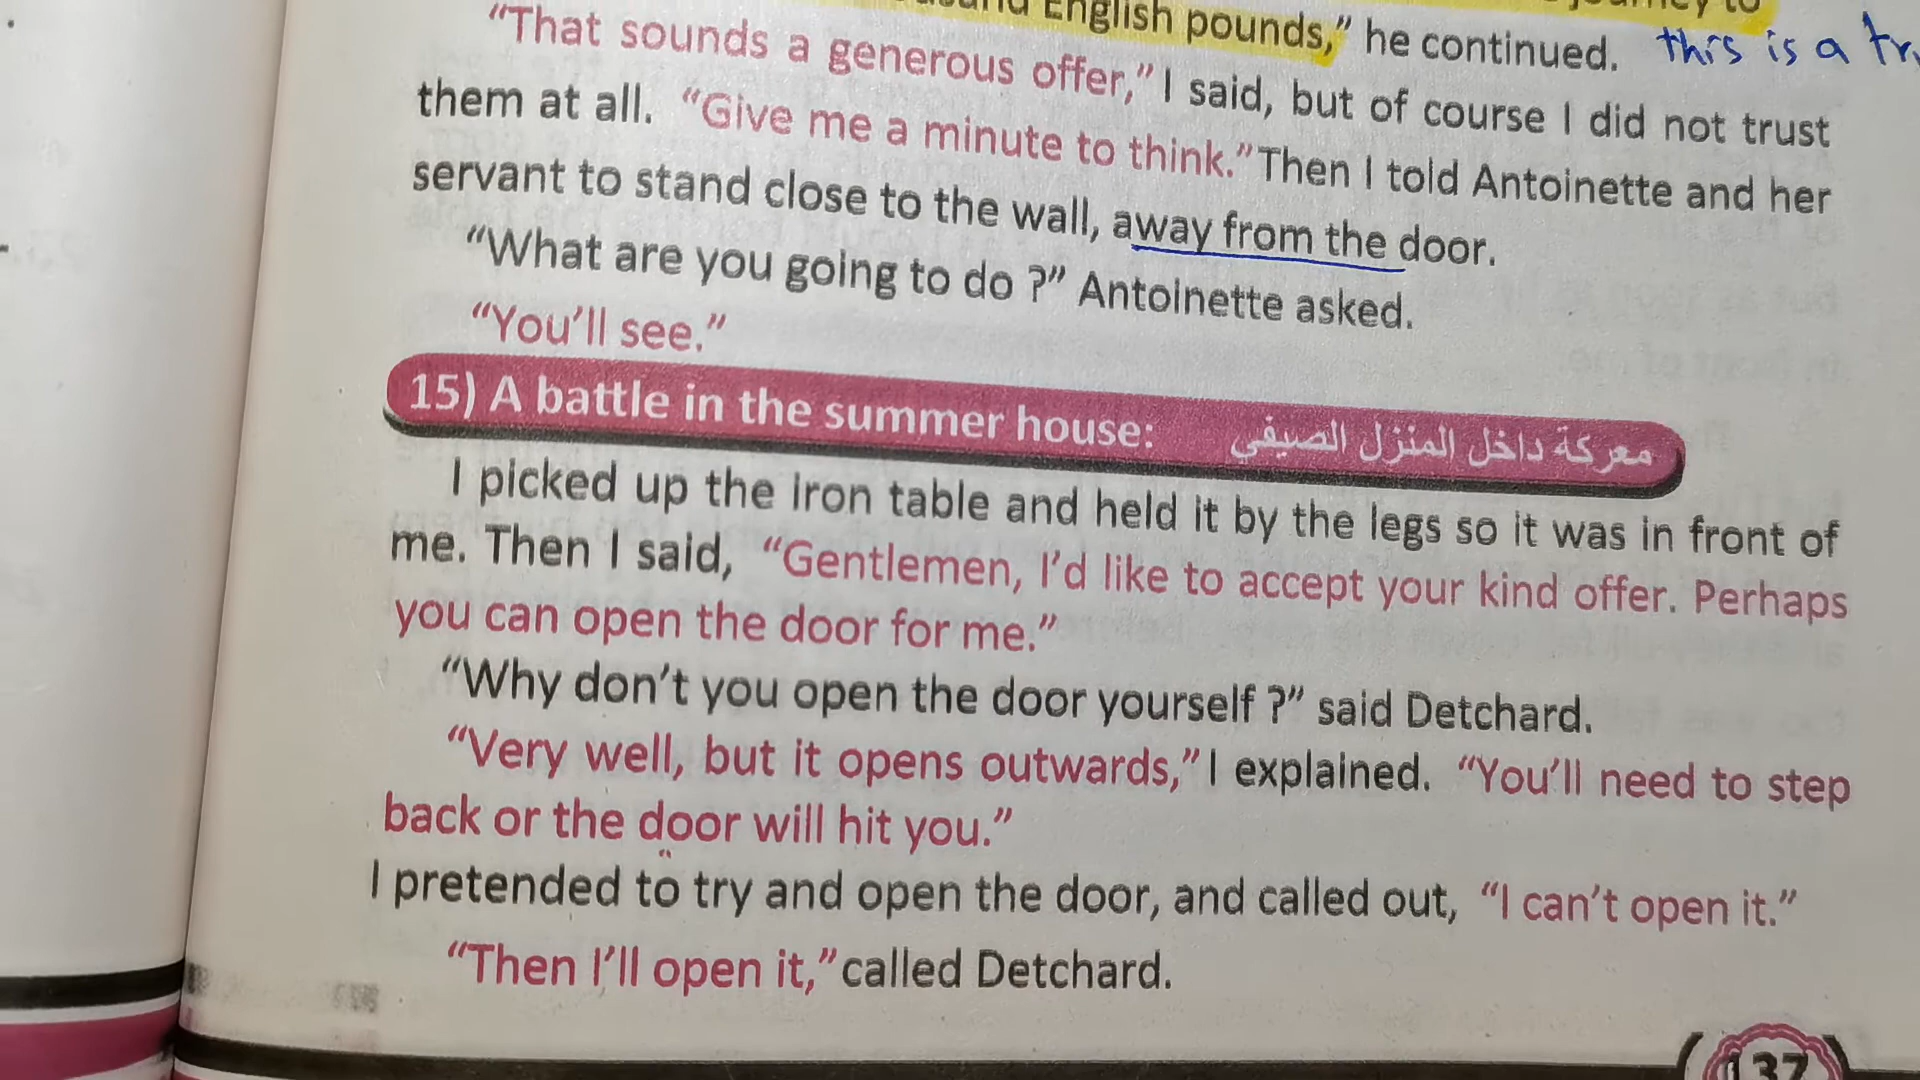 English pounds," he continued. this is a
"That sounds a generous offer," I said, but of course I did not trust
them at all. "Give me a minute to think." Then I told Antoinette and her
servant to stand close to the wall, away from the door.
"What are you going to do ?" Antoinette asked.
"You'll see."
15) A battle in the summer house: معركة داخل المنزل الصيفي
I picked up the iron table and held it by the legs so it was in front of
me. Then I said, "Gentlemen, I'd like to accept your kind offer. Perhaps
you can open the door for me."
"Why don't you open the door yourself ?" said Detchard.
"Very well, but it opens outwards," I explained. "You'll need to step
back or the door will hit you."
I pretended to try and open the door, and called out, "I can't open it."
"Then I'll open it," called Detchard.
137